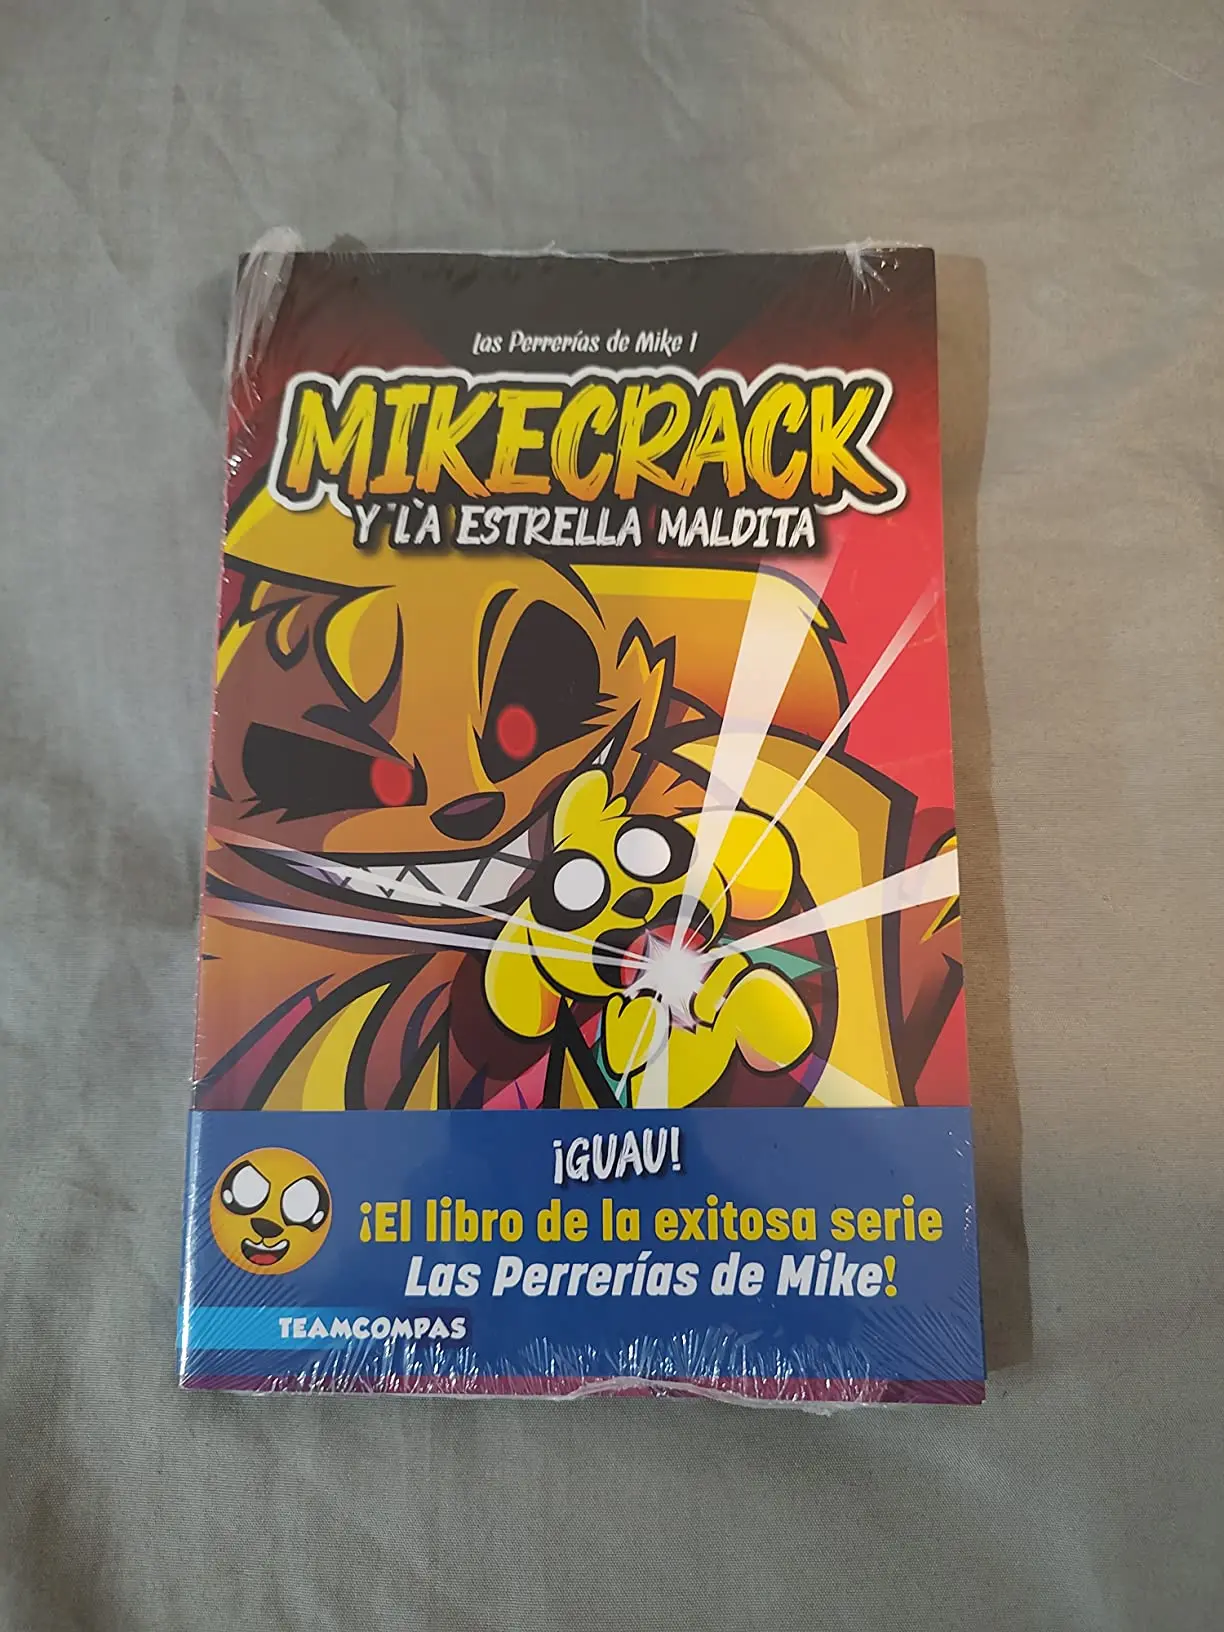 Las Perrerías de Mike 1
MIKECRACK
Y LA ESTRELLA MALDITA
¡GUAU!
¡El libro de la exitosa serie
Las Perrerías de Mike!
TEAMCOMPAS